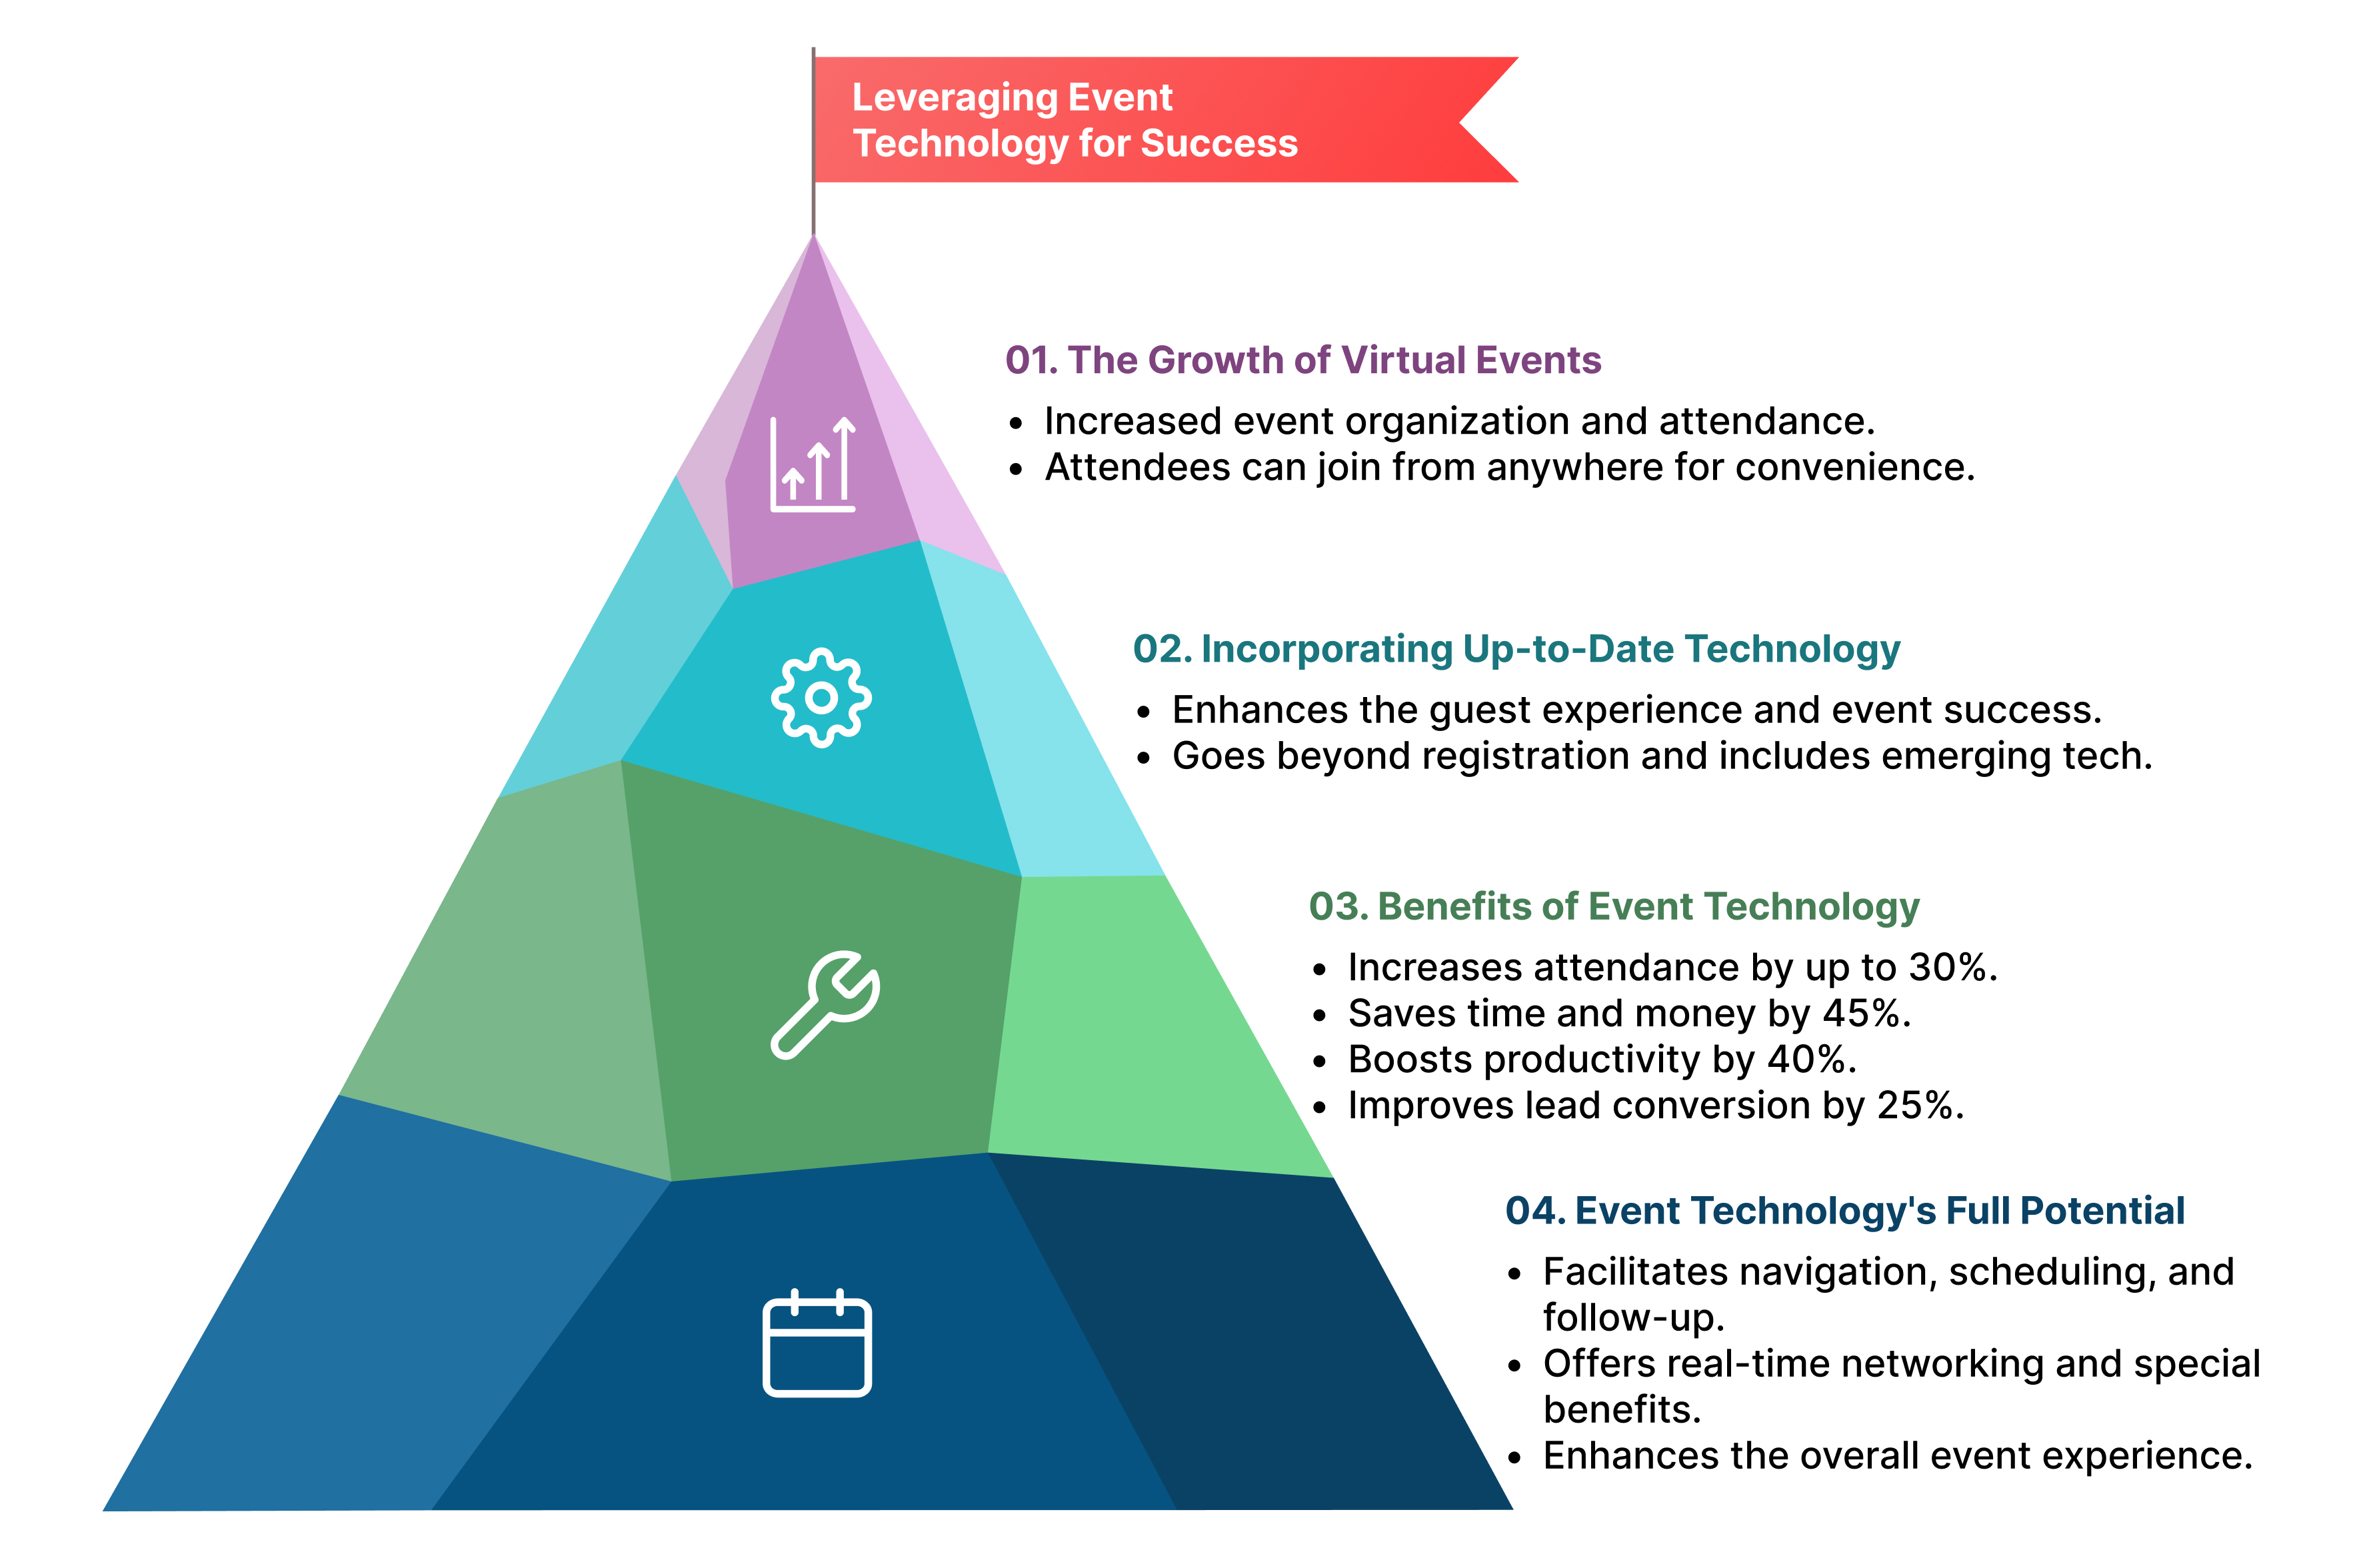 Leveraging Event
Technology for Success
01. The Growth of Virtual Events
• Increased event organization and attendance.
• Attendees can join from anywhere for convenience.
02. Incorporating Up-to-Date Technology
• Enhances the guest experience and event success.
• Goes beyond registration and includes emerging tech.
03. Benefits of Event Technology
• Increases attendance by up to 30%.
• Saves time and money by 45%.
• Boosts productivity by 40%.
• Improves lead conversion by 25%.
04. Event Technology's Full Potential
• Facilitates navigation, scheduling, and
follow-up.
• Offers real-time networking and special
benefits.
• Enhances the overall event experience.